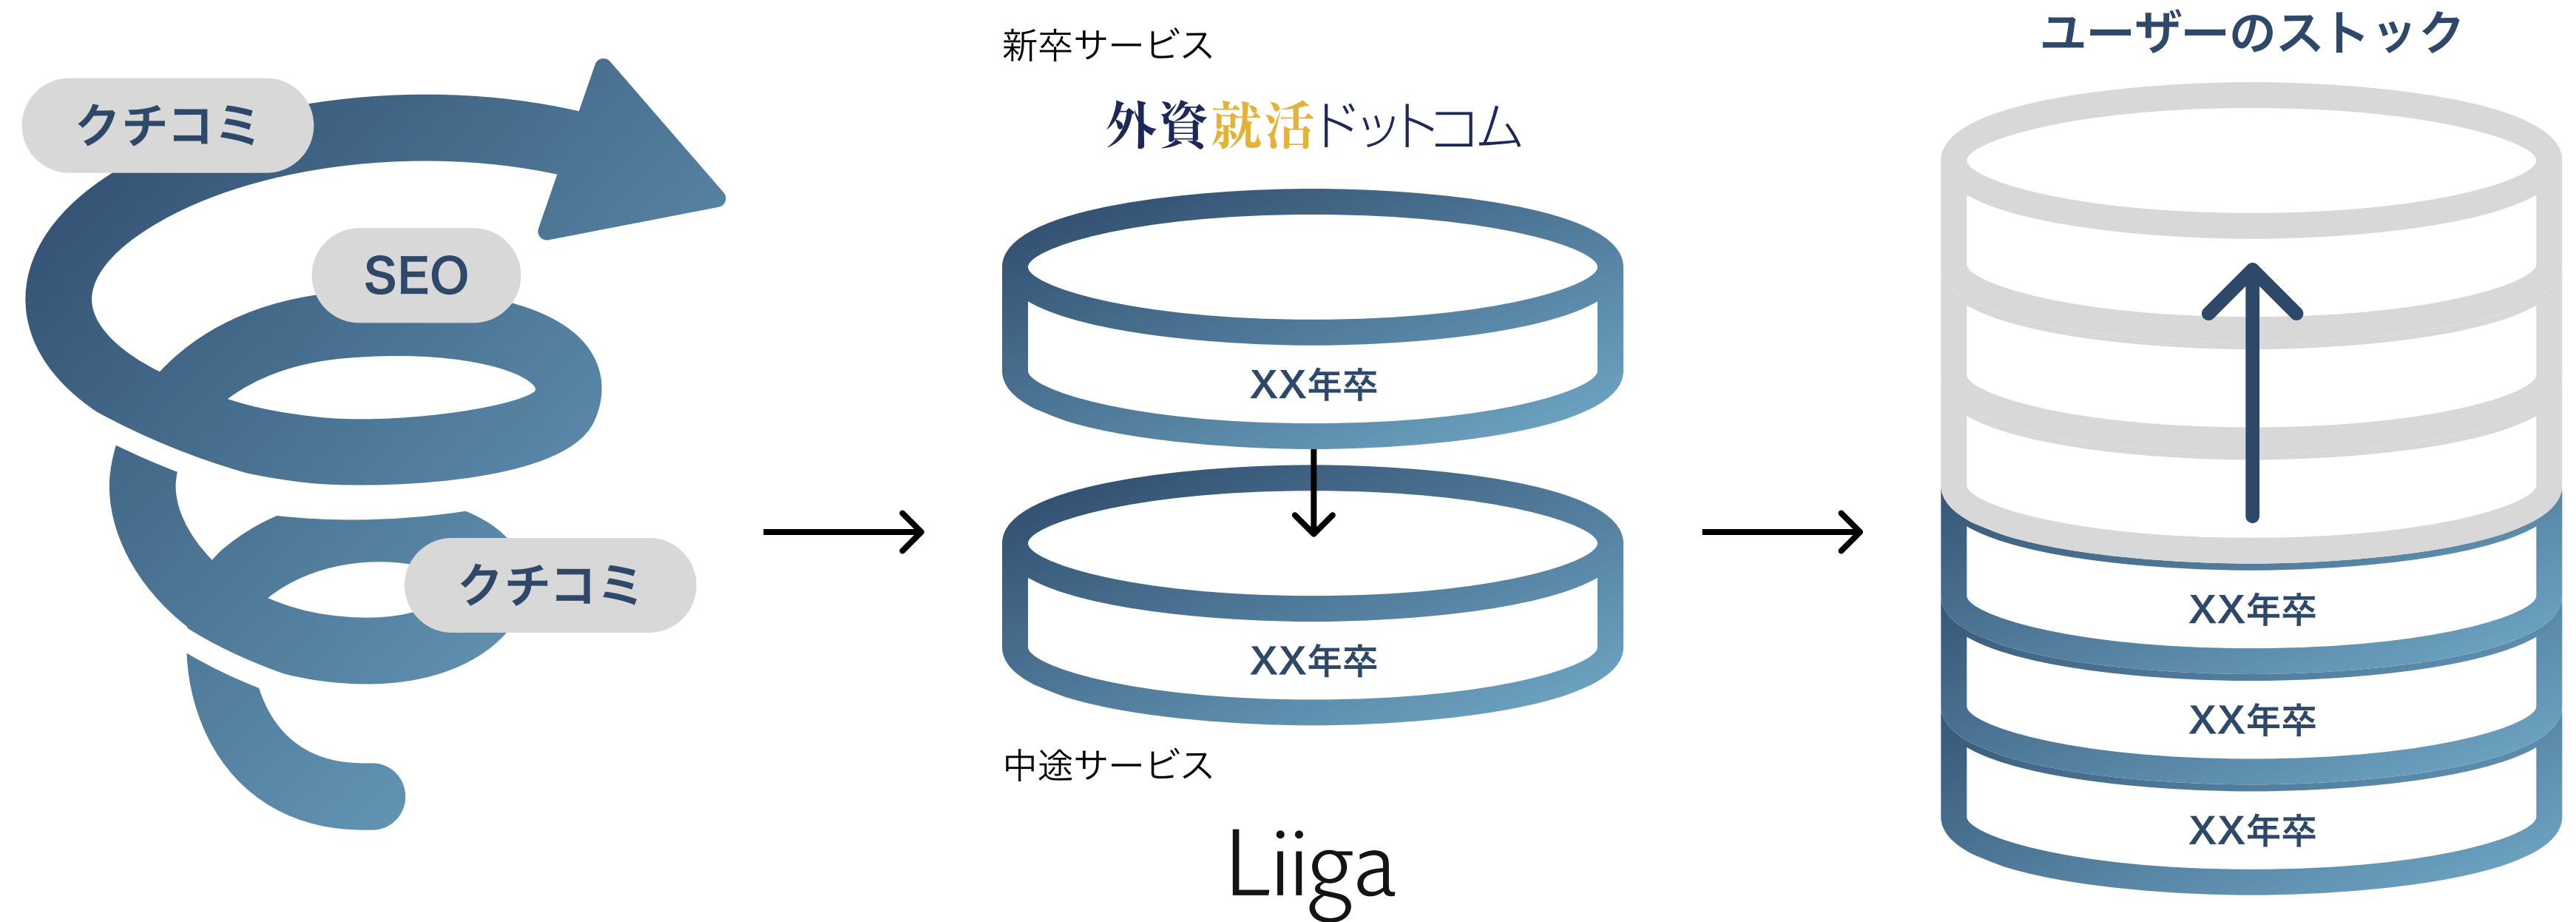 クチコミ
SEO
クチコミ
新卒サービス
外資就活ドットコム
XX年卒
XX年卒
中途サービス
Liiga
ユーザーのストック
XX年卒
XX年卒
XX年卒